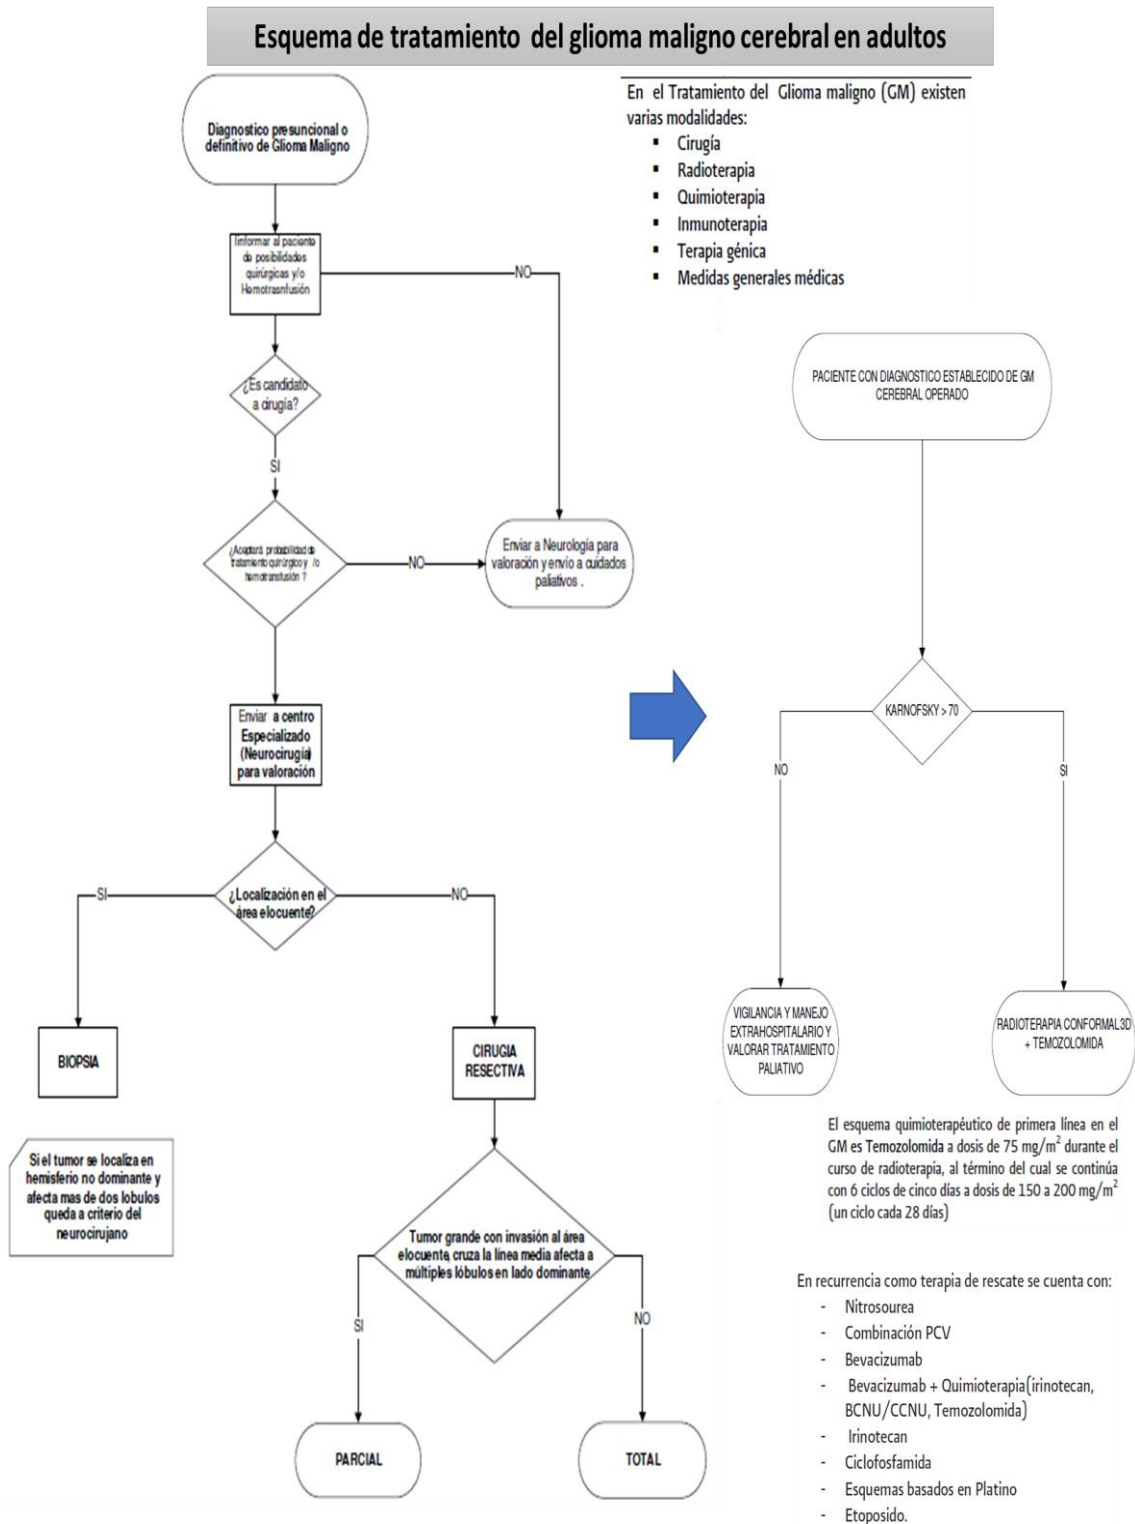 Esquema de tratamiento del glioma maligno cerebral en adultos
Diagnostico presuncional o
definitivo de Glioma Maligno
Iinformar al paciente
de posibilidades
quirúrgicas y/o
Hemotrasnfusión
NO
¿Es candidato
a cirugía?
SI
¿Aceptará probabilidad de
tratamiento quirúrgico y /o
hemotransfusión ?
NO
Enviar a Neurología para
valoración y envío a cuidados
paliativos .
Enviar a centro
Especializado
(Neurocirugía)
para valoración
¿Localización en el
área elocuente?
SI
NO
BIOPSIA
CIRUGIA
RESECTIVA
Si el tumor se localiza en
hemisferio no dominante y
afecta mas de dos lobulos
queda a criterio del
neurocirujano
Tumor grande con invasión al área
elocuente, cruza la línea media afecta a
múltiples lóbulos en lado dominante
SI
NO
PARCIAL
TOTAL
En el Tratamiento del Glioma maligno (GM) existen
varias modalidades:
▪ Cirugía
▪ Radioterapia
▪ Quimioterapia
▪ Inmunoterapia
▪ Terapia génica
▪ Medidas generales médicas
PACIENTE CON DIAGNOSTICO ESTABLECIDO DE GM
CEREBRAL OPERADO
KARNOFSKY > 70
NO
SI
VIGILANCIA Y MANEJO
EXTRAHOSPITALARIO Y
VALORAR TRATAMIENTO
PALIATIVO
RADIOTERAPIA CONFORMAL3D
+ TEMOZOLOMIDA
El esquema quimioterapéutico de primera línea en el
GM es Temozolomida a dosis de 75 mg/m² durante el
curso de radioterapia, al término del cual se continúa
con 6 ciclos de cinco días a dosis de 150 a 200 mg/m²
(un ciclo cada 28 días)
En recurrencia como terapia de rescate se cuenta con:
- Nitrosourea
- Combinación PCV
- Bevacizumab
- Bevacizumab + Quimioterapia(irinotecan,
BCNU/CCNU, Temozolomida)
- Irinotecan
- Ciclofosfamida
- Esquemas basados en Platino
- Etoposido.